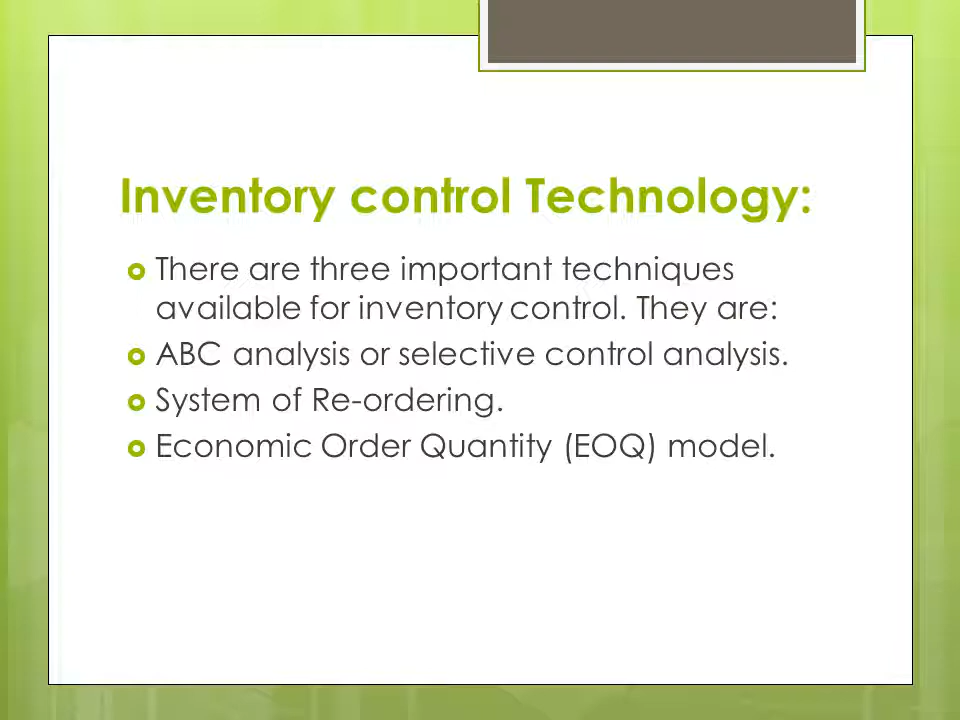 Inventory control Technology:
There are three important techniques
available for inventory control. They are:
ABC analysis or selective control analysis.
System of Re-ordering.
Economic Order Quantity (EOQ) model.